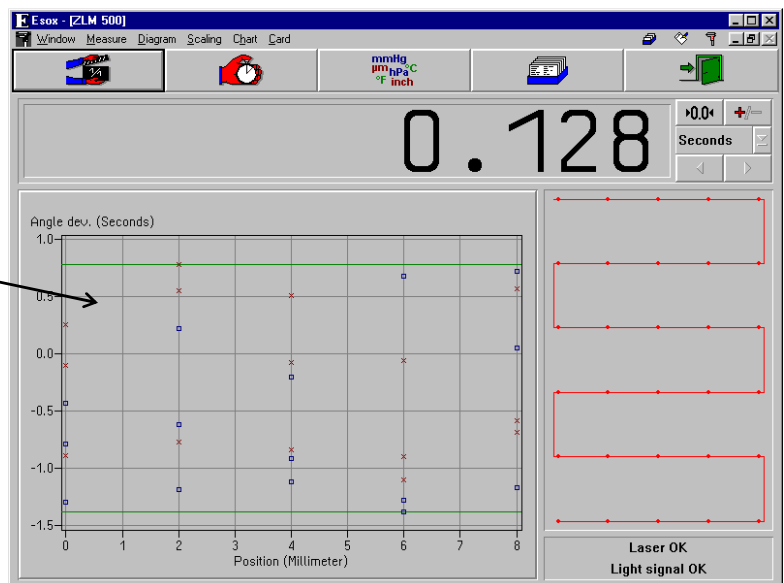 Esox - [ZLM 500]
Window Measure Diagram Scaling Chart Card
1/4
mmHg
µm hPa °C
°F inch
0.128
0.0
+/−
Seconds
Angle dev. (Seconds)
1.0
0.5
0.0
-0.5
-1.0
-1.5
0 1 2 3 4 5 6 7 8
Position (Millimeter)
Laser OK
Light signal OK